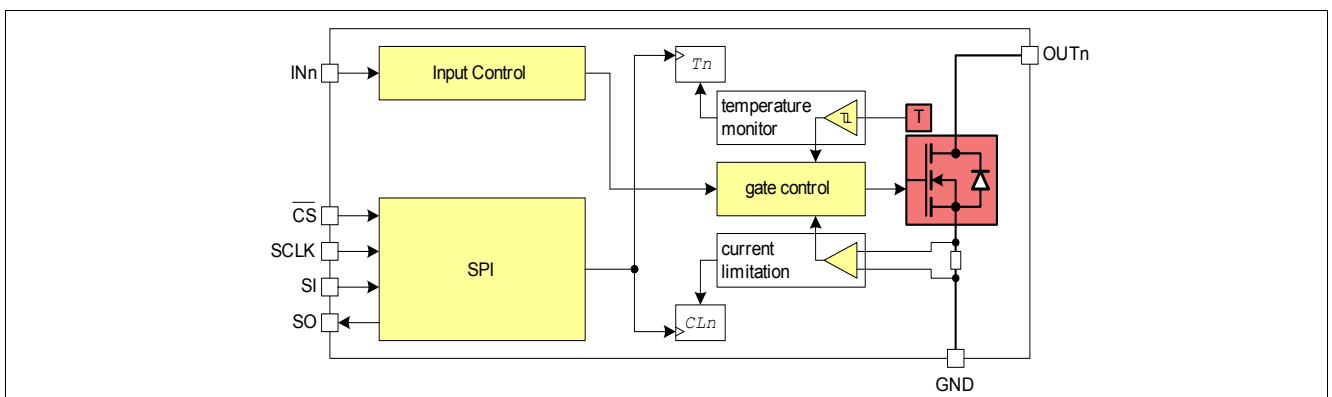 OUTn
INn
Input Control
Tn
temperature
monitor
T
gate control
CS
SCLK
SI
SO
SPI
current
limitation
CLn
GND